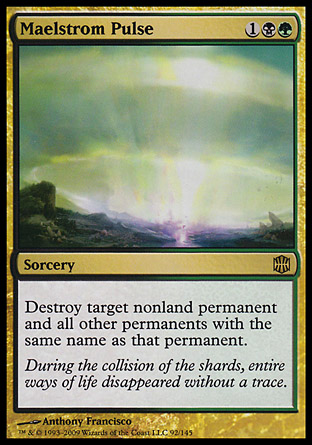 Maelstrom Pulse 1
Sorcery
Destroy target nonland permanent
and all other permanents with the
same name as that permanent.
During the collision of the shards, entire
ways of life disappeared without a trace.
Anthony Francisco
™ & © 1993-2009 Wizards of the Coast LLC 92/145